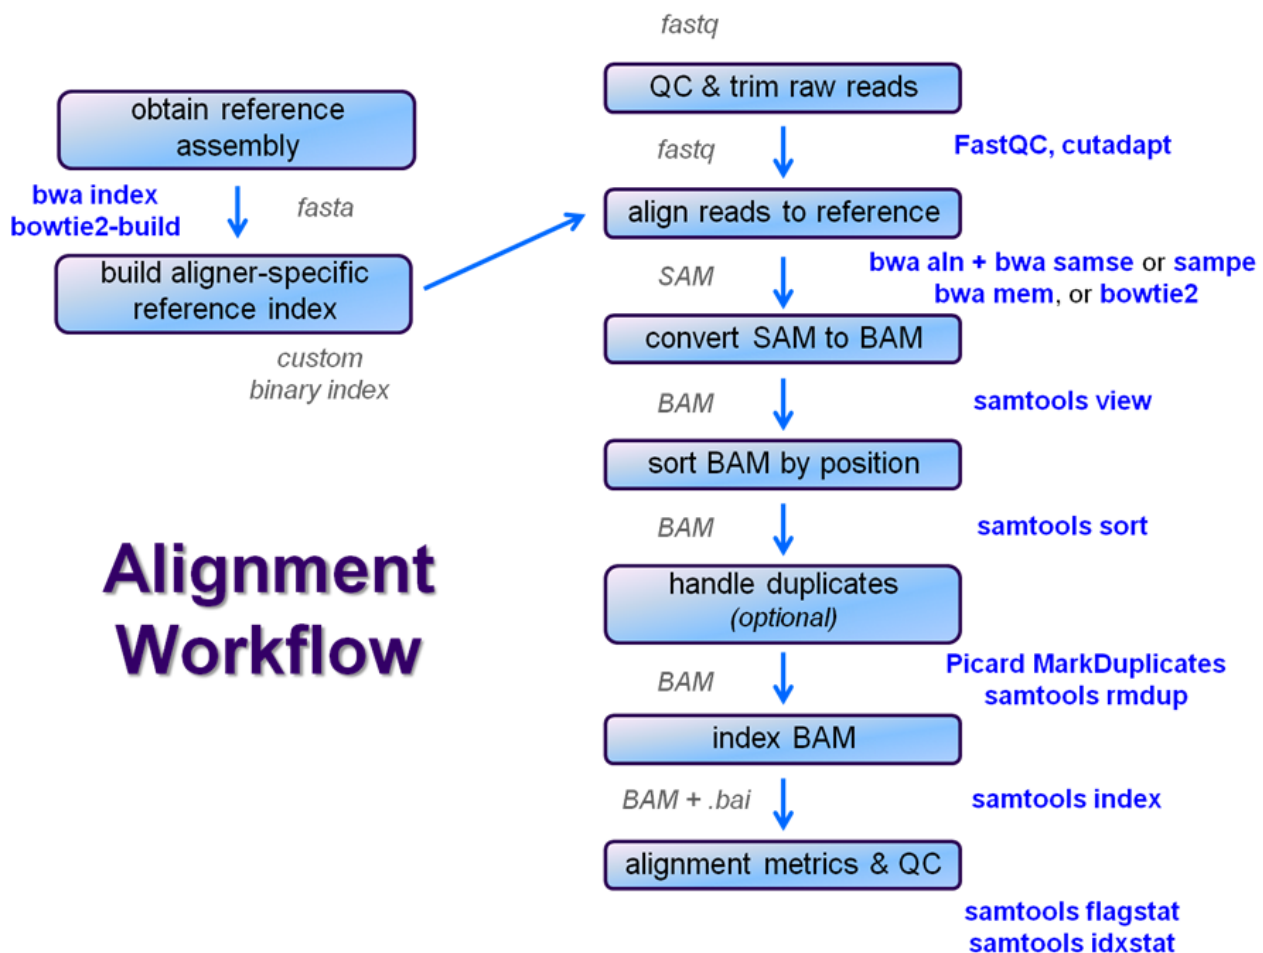 obtain reference
assembly
bwa index
bowtie2-build
fasta
build aligner-specific
reference index
custom
binary index
Alignment
Workflow
fastq
QC & trim raw reads
fastq
FastQC, cutadapt
align reads to reference
SAM
bwa aln + bwa samse or sampe
bwa mem, or bowtie2
convert SAM to BAM
BAM
samtools view
sort BAM by position
BAM
samtools sort
handle duplicates
(optional)
BAM
Picard MarkDuplicates
samtools rmdup
index BAM
BAM + .bai
samtools index
alignment metrics & QC
samtools flagstat
samtools idxstat